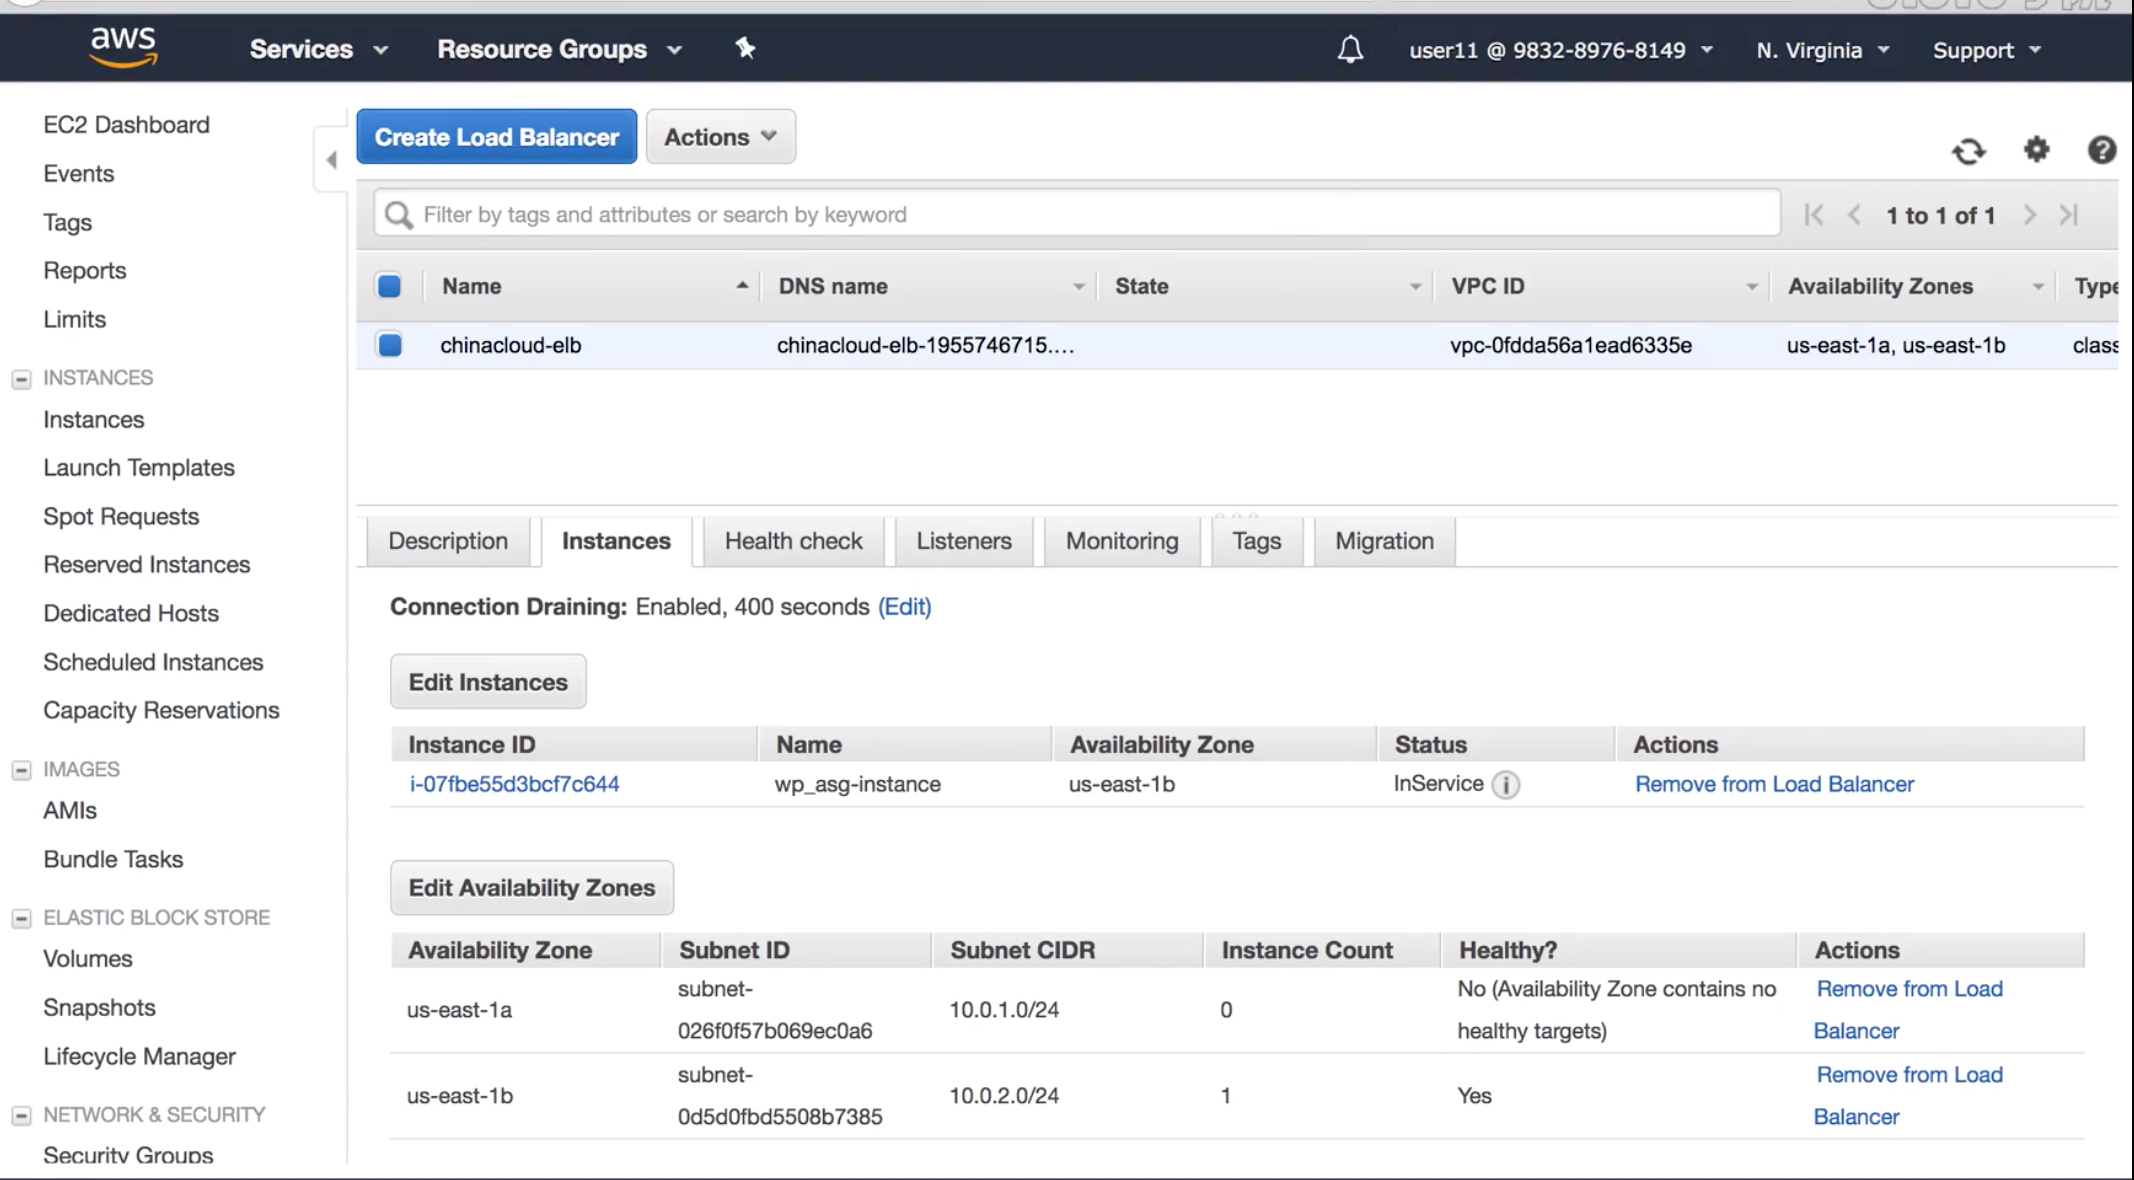 aws Services Resource Groups user11 @ 9832-8976-8149 N. Virginia Support
EC2 Dashboard
Events
Tags
Reports
Limits
INSTANCES
Instances
Launch Templates
Spot Requests
Reserved Instances
Dedicated Hosts
Scheduled Instances
Capacity Reservations
IMAGES
AMIs
Bundle Tasks
ELASTIC BLOCK STORE
Volumes
Snapshots
Lifecycle Manager
NETWORK & SECURITY
Security Groups
Create Load Balancer Actions
Filter by tags and attributes or search by keyword 1 to 1 of 1
Name DNS name State VPC ID Availability Zones Type
chinacloud-elb chinacloud-elb-1955746715.... vpc-0fdda56a1ead6335e us-east-1a, us-east-1b class
Description Instances Health check Listeners Monitoring Tags Migration
Connection Draining: Enabled, 400 seconds (Edit)
Edit Instances
Instance ID Name Availability Zone Status Actions
i-07fbe55d3bcf7c644 wp_asg-instance us-east-1b InService Remove from Load Balancer
Edit Availability Zones
Availability Zone Subnet ID Subnet CIDR Instance Count Healthy? Actions
us-east-1a subnet-026f0f57b069ec0a6 10.0.1.0/24 0 No (Availability Zone contains no healthy targets) Remove from Load Balancer
us-east-1b subnet-0d5d0fbd5508b7385 10.0.2.0/24 1 Yes Remove from Load Balancer